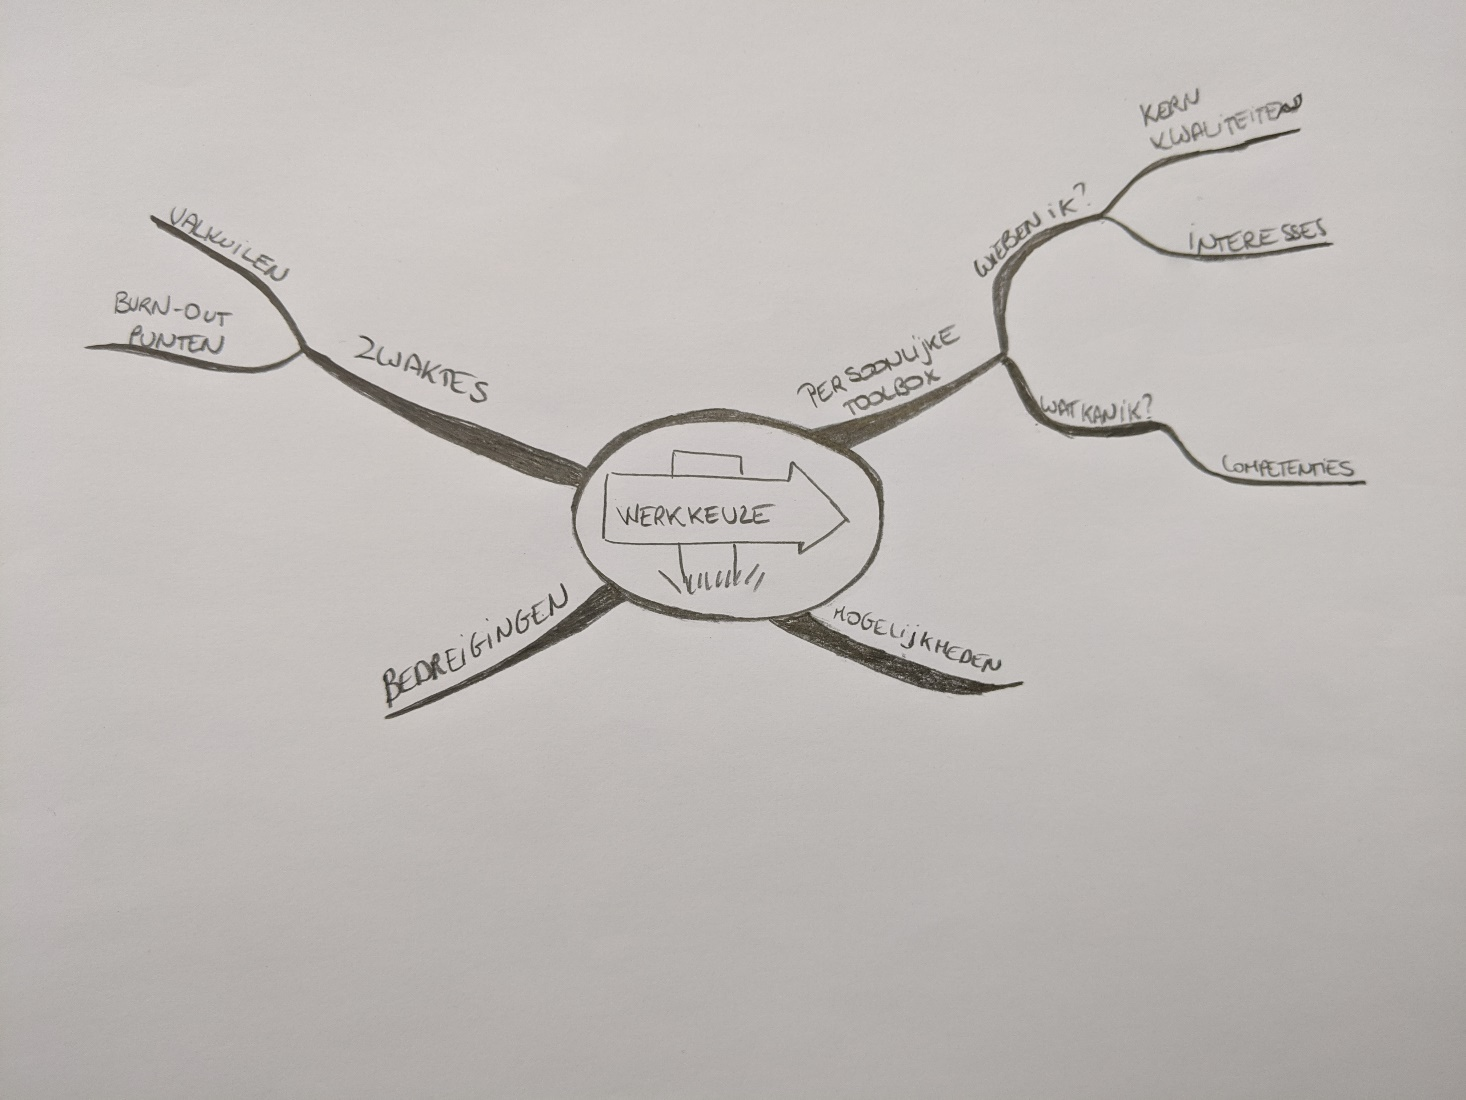 KERN
KWALITEITEN
WIE BEN IK?
INTERESSES
VALKUILEN
BURN-OUT
PUNTEN
ZWAKTES
PERSOONLIJKE
TOOLBOX
WAT KAN IK?
COMPETENTIES
WERKKEUZE
BEDREIGINGEN
MOGELIJKHEDEN